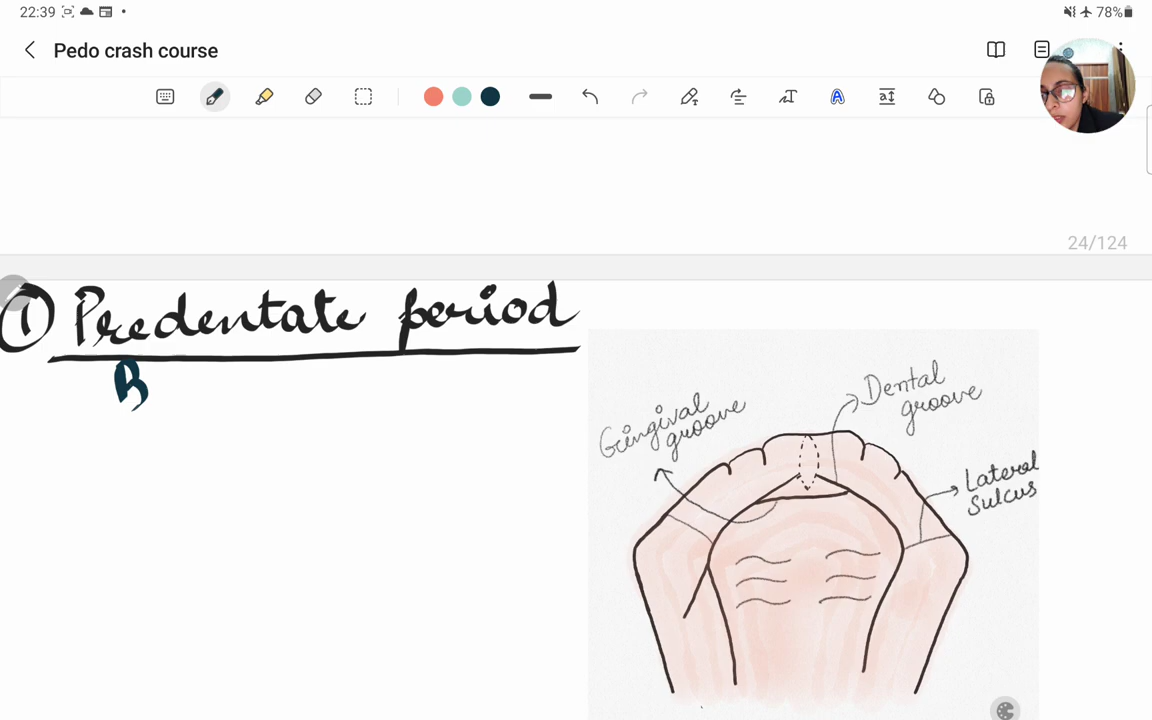 22:39
78%
Pedo crash course
24/124
① Predentate period
B
Gingival
groove
Dental
groove
Lateral
sulcus